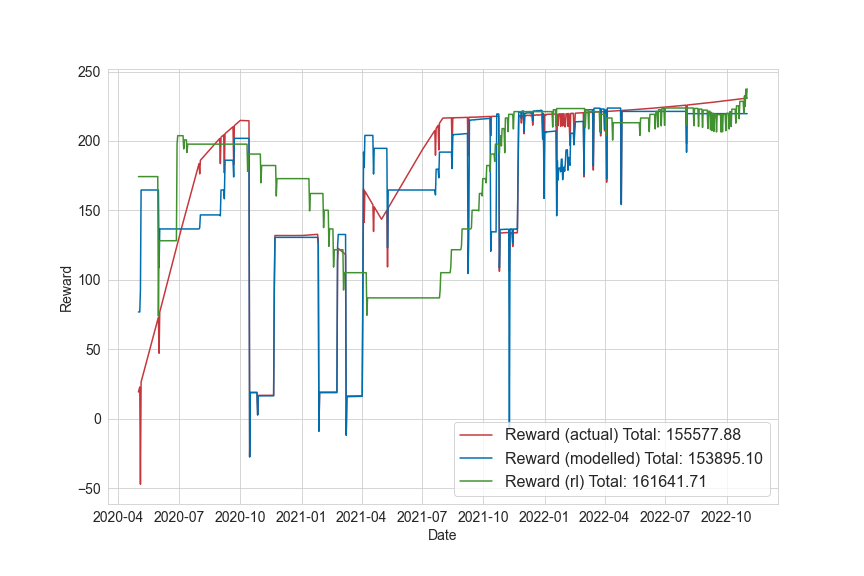 250
200
150
100
50
0
−50
Reward
Reward (actual) Total: 155577.88
Reward (modelled) Total: 153895.10
Reward (rl) Total: 161641.71
2020-04 2020-07 2020-10 2021-01 2021-04 2021-07 2021-10 2022-01 2022-04 2022-07 2022-10
Date